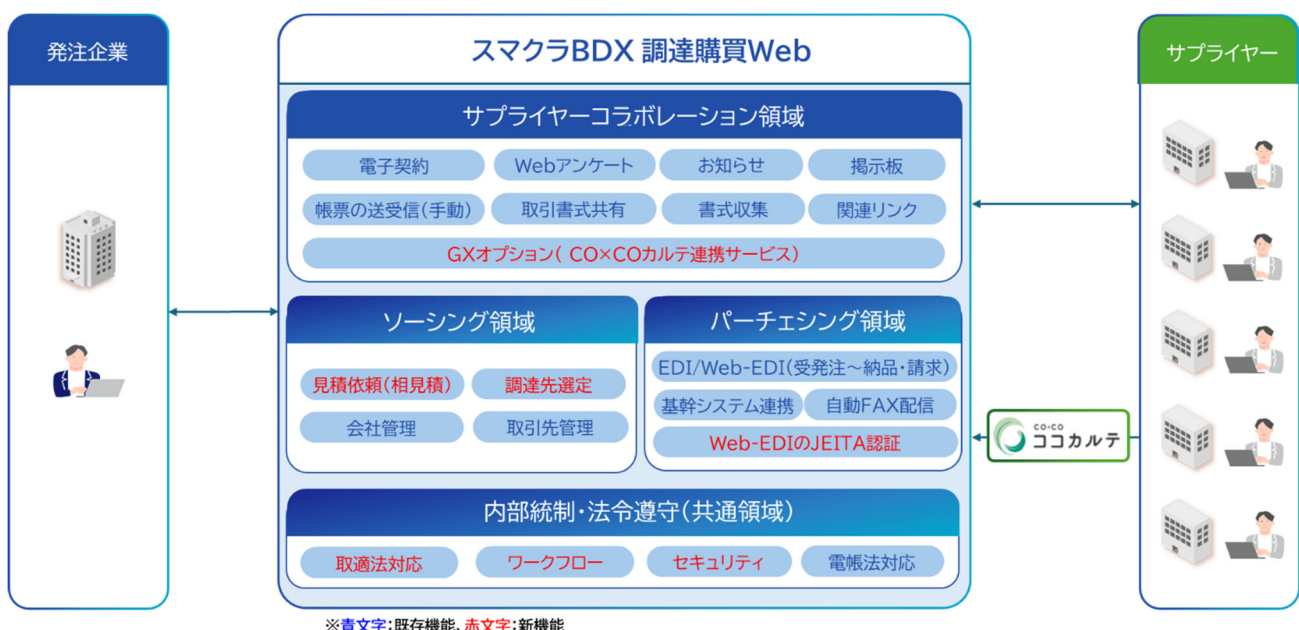 発注企業
スマクラBDX 調達購買Web
サプライヤー
サプライヤーコラボレーション領域
電子契約
Webアンケート
お知らせ
掲示板
帳票の送受信(手動)
取引書式共有
書式収集
関連リンク
GXオプション( CO×COカルテ連携サービス)
ソーシング領域
見積依頼(相見積)
調達先選定
会社管理
取引先管理
パーチェシング領域
EDI/Web-EDI(受発注～納品・請求)
基幹システム連携
自動FAX配信
Web-EDIのJEITA認証
co-co
ココカルテ
内部統制・法令遵守(共通領域)
取適法対応
ワークフロー
セキュリティ
電帳法対応
※青文字;既存機能、赤文字;新機能